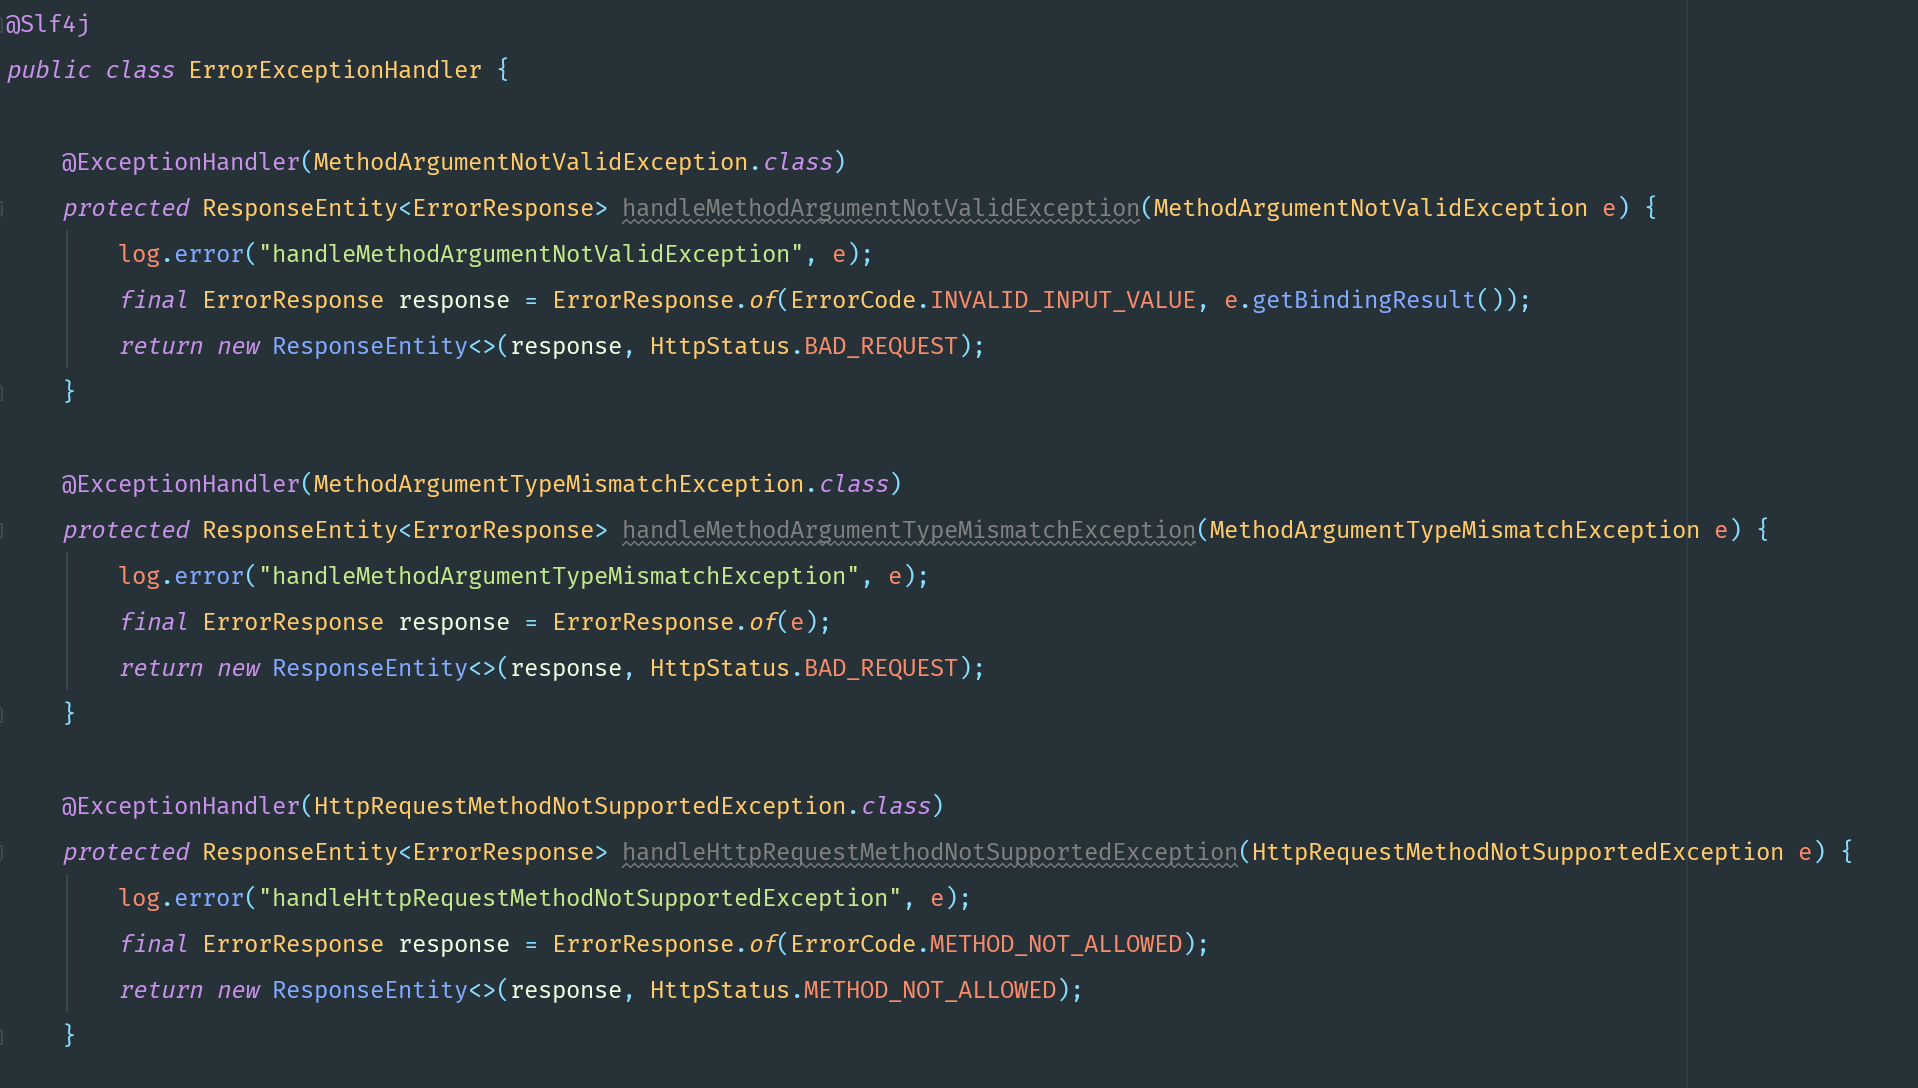 @Slf4j
public class ErrorExceptionHandler {
@ExceptionHandler(MethodArgumentNotValidException.class)
protected ResponseEntity<ErrorResponse> handleMethodArgumentNotValidException(MethodArgumentNotValidException e) {
log.error("handleMethodArgumentNotValidException", e);
final ErrorResponse response = ErrorResponse.of(ErrorCode.INVALID_INPUT_VALUE, e.getBindingResult());
return new ResponseEntity<>(response, HttpStatus.BAD_REQUEST);
}
@ExceptionHandler(MethodArgumentTypeMismatchException.class)
protected ResponseEntity<ErrorResponse> handleMethodArgumentTypeMismatchException(MethodArgumentTypeMismatchException e) {
log.error("handleMethodArgumentTypeMismatchException", e);
final ErrorResponse response = ErrorResponse.of(e);
return new ResponseEntity<>(response, HttpStatus.BAD_REQUEST);
}
@ExceptionHandler(HttpRequestMethodNotSupportedException.class)
protected ResponseEntity<ErrorResponse> handleHttpRequestMethodNotSupportedException(HttpRequestMethodNotSupportedException e) {
log.error("handleHttpRequestMethodNotSupportedException", e);
final ErrorResponse response = ErrorResponse.of(ErrorCode.METHOD_NOT_ALLOWED);
return new ResponseEntity<>(response, HttpStatus.METHOD_NOT_ALLOWED);
}